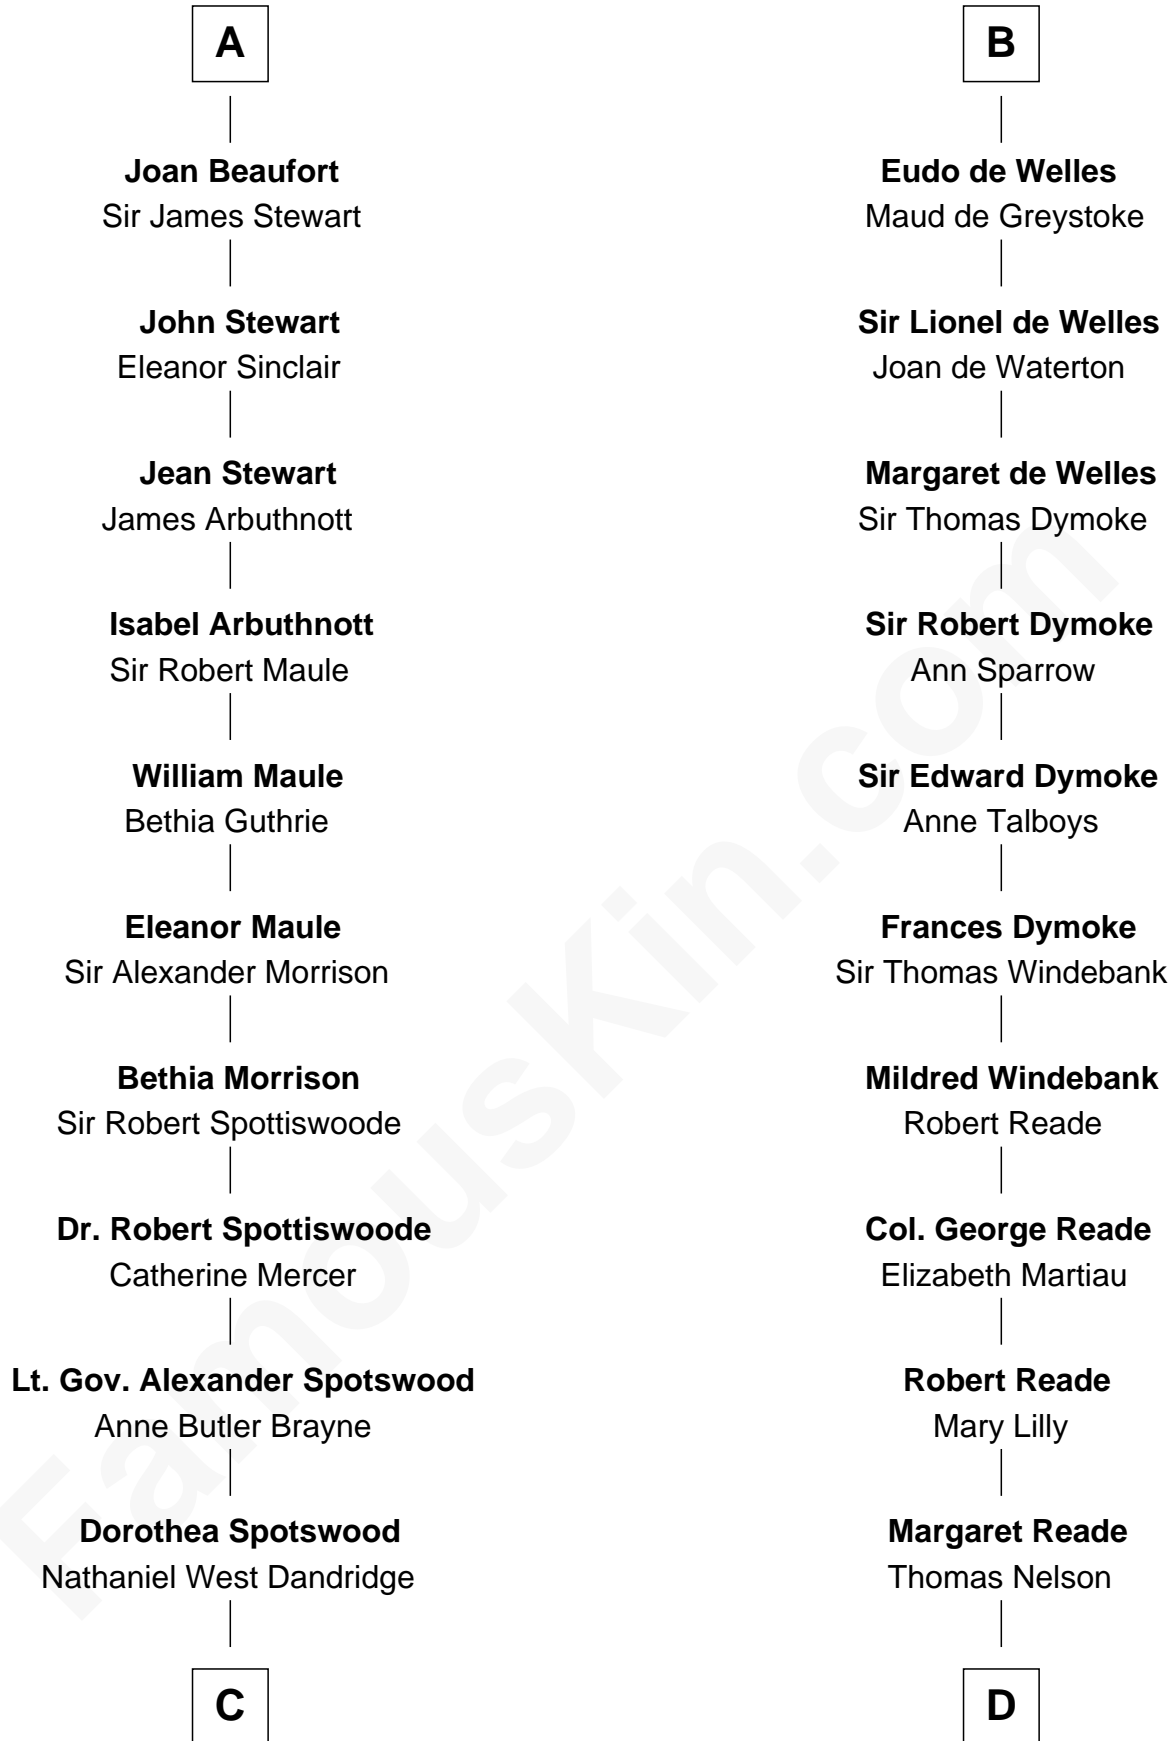 A
Joan Beaufort
Sir James Stewart
John Stewart
Eleanor Sinclair
Jean Stewart
James Arbuthnott
Isabel Arbuthnott
Sir Robert Maule
William Maule
Bethia Guthrie
Eleanor Maule
Sir Alexander Morrison
Bethia Morrison
Sir Robert Spottiswoode
Dr. Robert Spottiswoode
Catherine Mercer
Lt. Gov. Alexander Spotswood
Anne Butler Brayne
Dorothea Spotswood
Nathaniel West Dandridge
C
B
Eudo de Welles
Maud de Greystoke
Sir Lionel de Welles
Joan de Waterton
Margaret de Welles
Sir Thomas Dymoke
Sir Robert Dymoke
Ann Sparrow
Sir Edward Dymoke
Anne Talboys
Frances Dymoke
Sir Thomas Windebank
Mildred Windebank
Robert Reade
Col. George Reade
Elizabeth Martiau
Robert Reade
Mary Lilly
Margaret Reade
Thomas Nelson
D
FamousKin.com